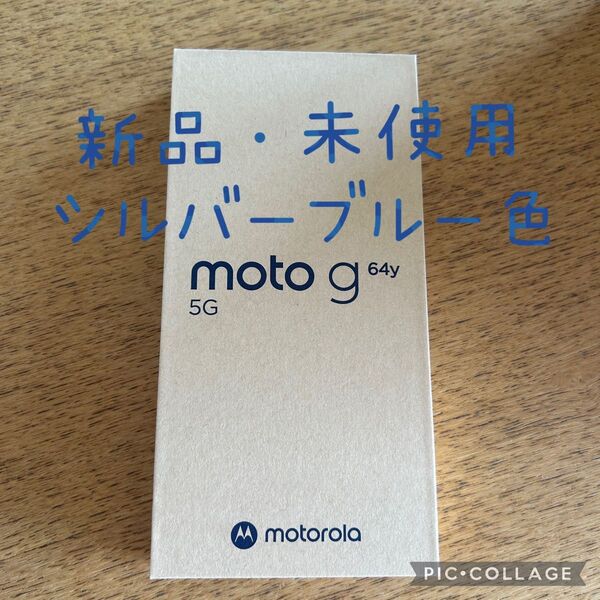 新品・未使用
シルバーブルー色
moto g 64y
5G
motorola
PIC•COLLAGE